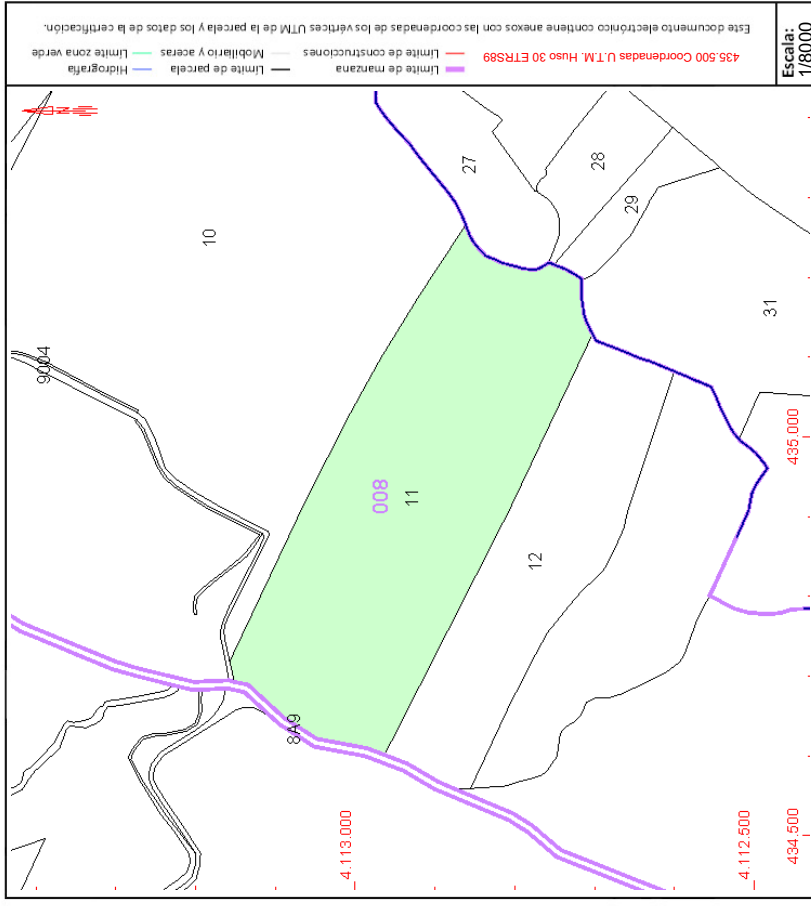 Este documento electrónico contiene anexos con las coordenadas de los vértices UTM de la parcela y los datos de la certificación.
435.500 Coordenadas U.T.M. Huso 30 ETRS89
Límite de manzana
Límite de construcciones
Límite de parcela
Mobiliario y aceras
Límite zona verde
Hidrografía
Escala:
1/8000
27
28
29
10
31
9004
008
11
12
8A9
4.113.000
4.112.500
435.000
434.500